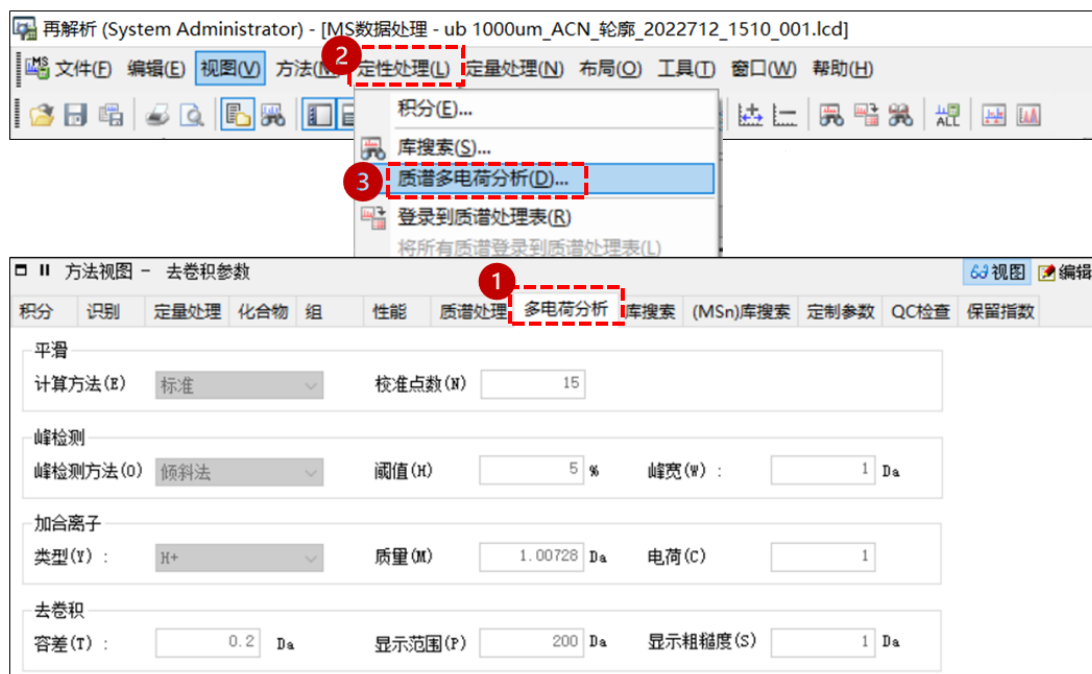 再解析 (System Administrator) - [MS数据处理 - ub 1000um_ACN_轮廓_2022712_1510_001.lcd]
2
文件(F) 编辑(E) 视图(V) 方法(M) 定性处理(L) 定量处理(N) 布局(O) 工具(T) 窗口(W) 帮助(H)
积分(E)...
库搜索(S)...
3 质谱多电荷分析(D)...
登录到质谱处理表(R)
将所有质谱登录到质谱处理表(L)
方法视图 - 去卷积参数 视图 编辑
1
积分 识别 定量处理 化合物 组 性能 质谱处理 多电荷分析 库搜索 (MSn)库搜索 定制参数 QC检查 保留指数
平滑
计算方法(E) 标准 校准点数(N) 15
峰检测
峰检测方法(O) 倾斜法 阈值(H) 5 % 峰宽(W) : 1 Da
加合离子
类型(Y) : H+ 质量(M) 1.00728 Da 电荷(C) 1
去卷积
容差(T) : 0.2 Da 显示范围(P) 200 Da 显示粗糙度(S) 1 Da